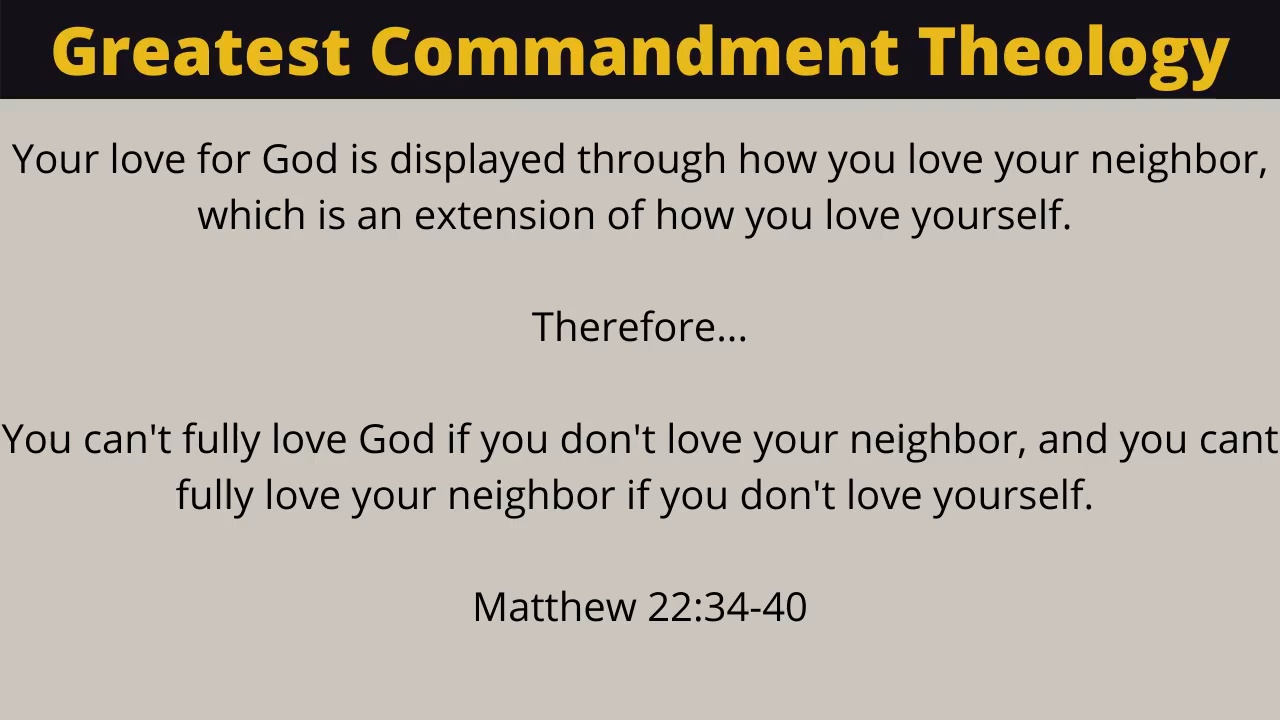 Greatest Commandment Theology
Your love for God is displayed through how you love your neighbor,
which is an extension of how you love yourself.
Therefore...
You can't fully love God if you don't love your neighbor, and you cant
fully love your neighbor if you don't love yourself.
Matthew 22:34-40